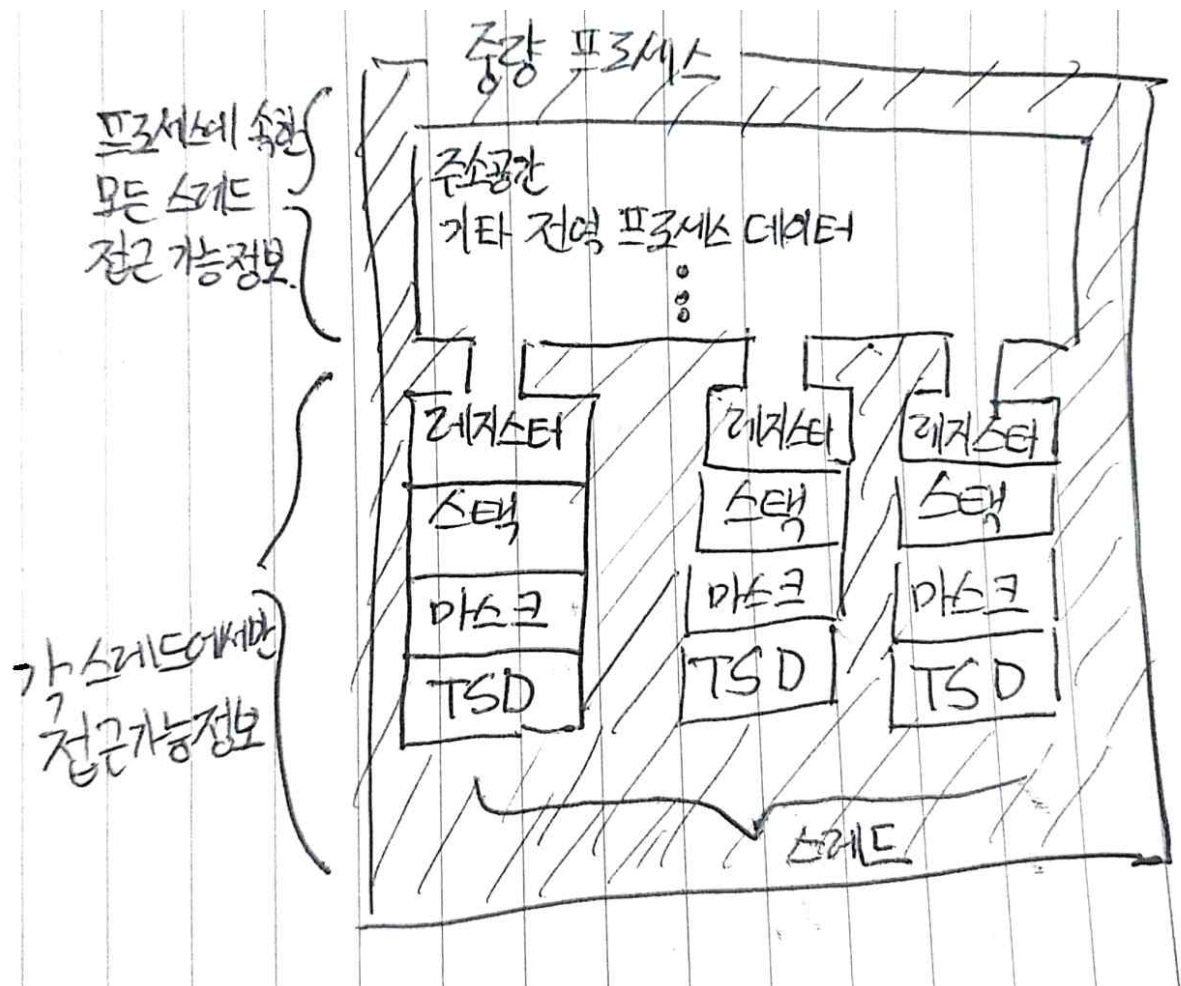 중량 프로세스
프로세스에 속한
모든 스레드
접근 가능정보.
주소공간
기타 전역 프로세스 데이터
레지스터
스택
마스크
TSD
레지스터
스택
마스크
TSD
레지스터
스택
마스크
TSD
각 스레드에서만
접근가능정보
스레드